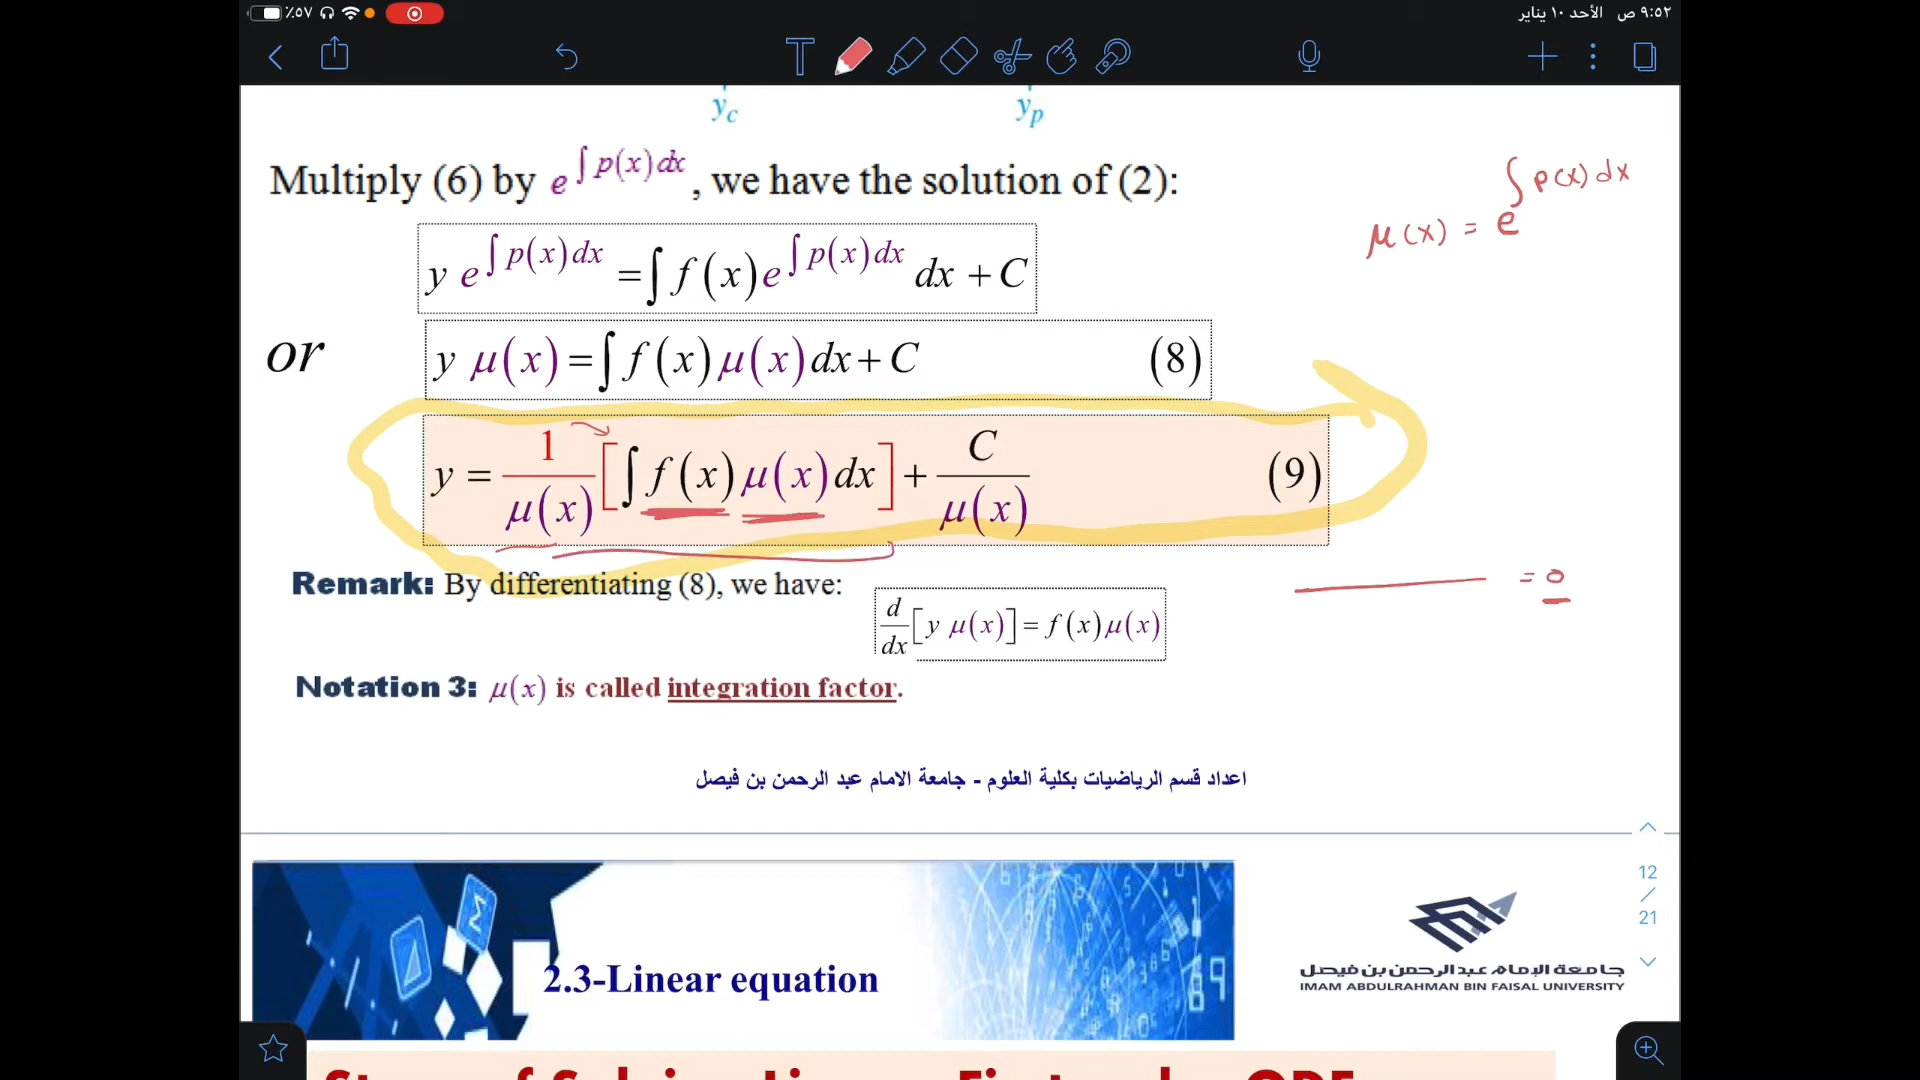 ٪٥٧
٩:٥٢ ص الأحد ١٠ يناير
y_c y_p
Multiply (6) by e^{∫ p(x) dx} , we have the solution of (2):
μ(x) = e^{∫ p(x) dx}
y e^{∫ p(x) dx} = ∫ f(x) e^{∫ p(x) dx} dx + C
or y μ(x) = ∫ f(x) μ(x) dx + C (8)
y = 1/μ(x) [∫ f(x) μ(x) dx] + C/μ(x) (9)
Remark: By differentiating (8), we have:
= 0
d/dx [y μ(x)] = f(x) μ(x)
Notation 3: μ(x) is called integration factor.
اعداد قسم الرياضيات بكلية العلوم - جامعة الامام عبد الرحمن بن فيصل
12
/
21
2.3-Linear equation
جامعة الإمام عبد الرحمن بن فيصل
IMAM ABDULRAHMAN BIN FAISAL UNIVERSITY